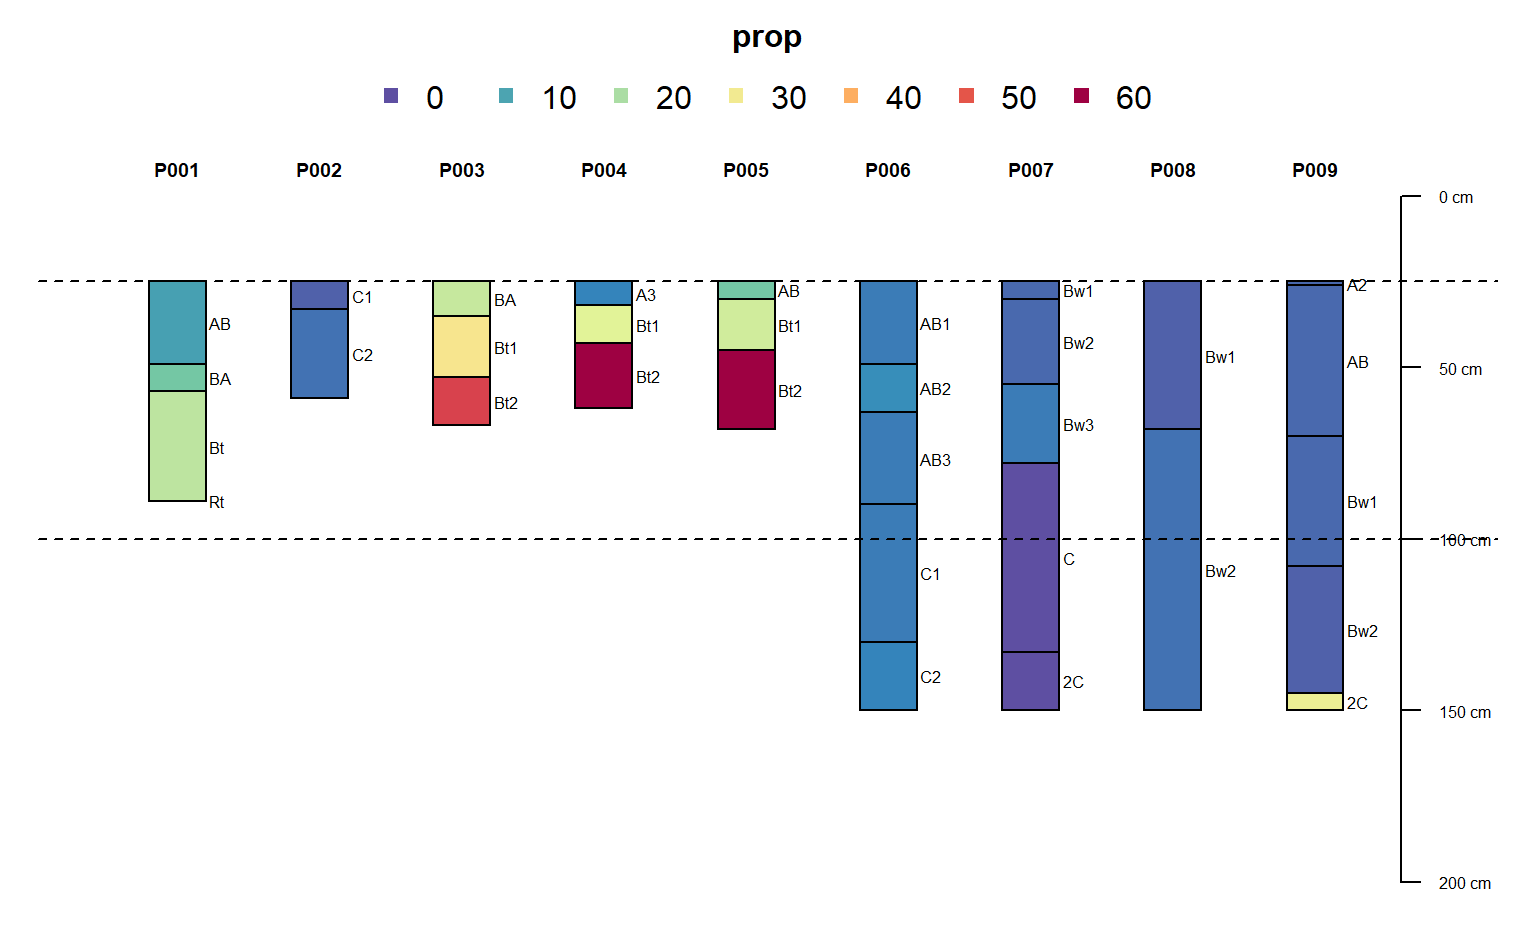 prop
0 10 20 30 40 50 60
P001 P002 P003 P004 P005 P006 P007 P008 P009
0 cm
50 cm
100 cm
150 cm
200 cm
AB
BA
Bt
Rt
C1
C2
BA
Bt1
Bt2
A3
Bt1
Bt2
AB
Bt1
Bt2
AB1
AB2
AB3
C1
C2
Bw1
Bw2
Bw3
C
2C
Bw1
Bw2
A2
AB
Bw1
Bw2
2C